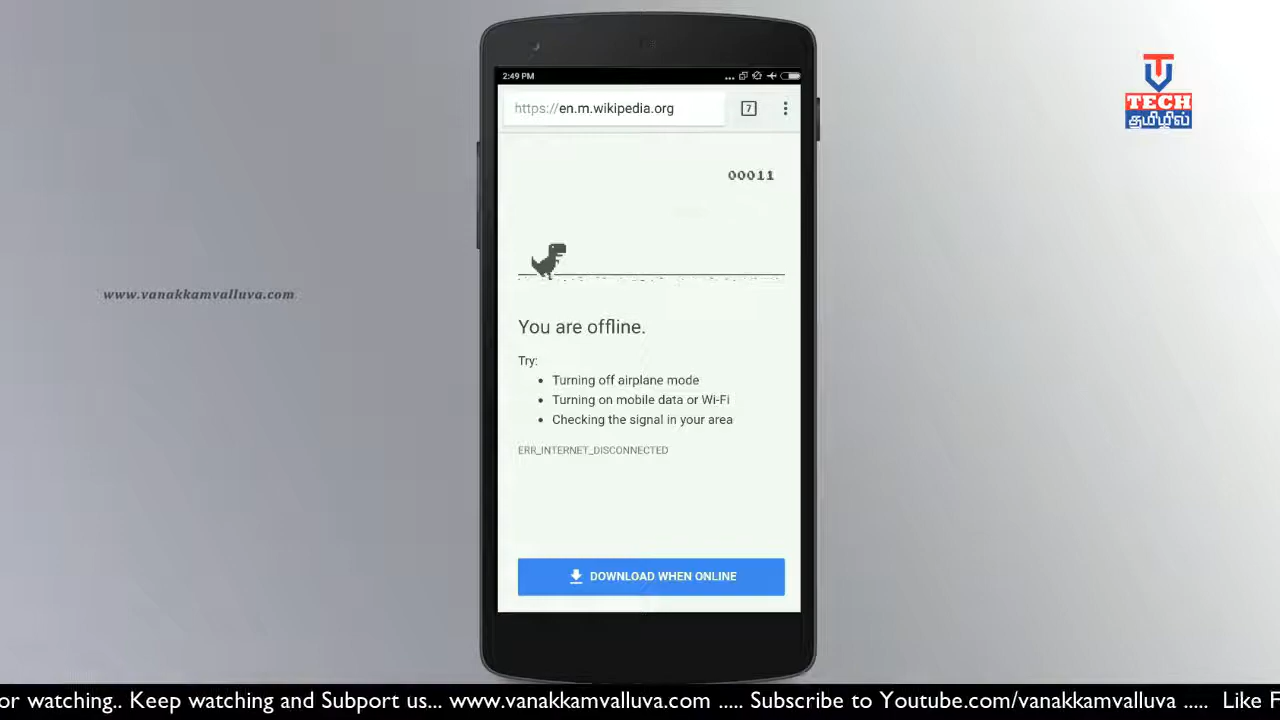 2:49 PM
https://en.m.wikipedia.org
7
TECH
தமிழில்
00011
www.vanakkamvalluva.com
You are offline.
Try:
• Turning off airplane mode
• Turning on mobile data or Wi-Fi
• Checking the signal in your area
ERR_INTERNET_DISCONNECTED
DOWNLOAD WHEN ONLINE
or watching.. Keep watching and Subport us... www.vanakkamvalluva.com ..... Subscribe to Youtube.com/vanakkamvalluva ..... Like F